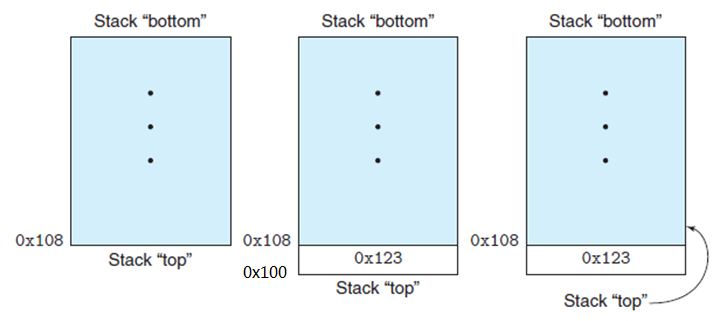 Stack “bottom”
Stack “bottom”
Stack “bottom”
0x108
Stack “top”
0x108
0x123
0x100
Stack “top”
0x108
0x123
Stack “top”